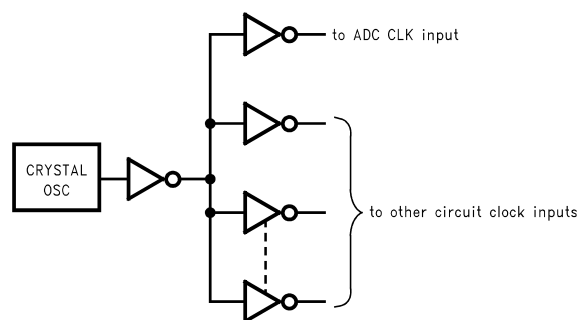 to ADC CLK input
CRYSTAL
OSC
to other circuit clock inputs